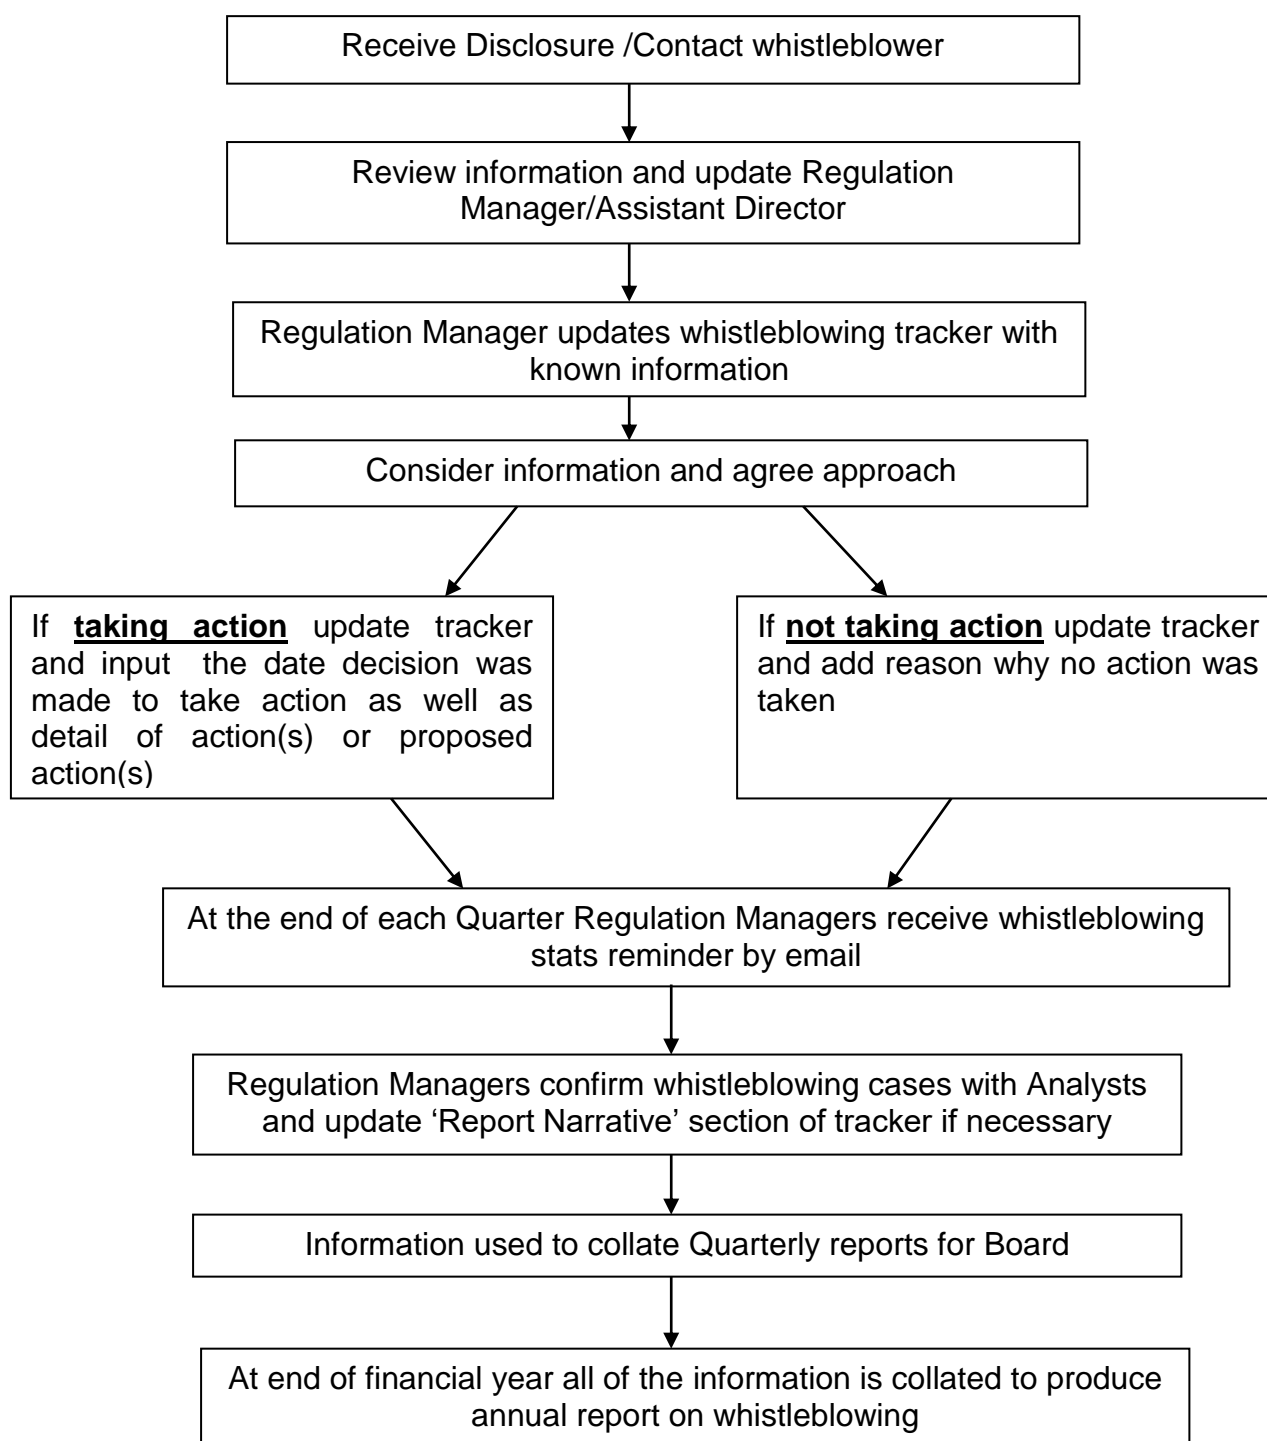 Receive Disclosure /Contact whistleblower
Review information and update Regulation
Manager/Assistant Director
Regulation Manager updates whistleblowing tracker with
known information
Consider information and agree approach
If taking action update tracker
and input the date decision was
made to take action as well as
detail of action(s) or proposed
action(s)
If not taking action update tracker
and add reason why no action was
taken
At the end of each Quarter Regulation Managers receive whistleblowing
stats reminder by email
Regulation Managers confirm whistleblowing cases with Analysts
and update ‘Report Narrative’ section of tracker if necessary
Information used to collate Quarterly reports for Board
At end of financial year all of the information is collated to produce
annual report on whistleblowing